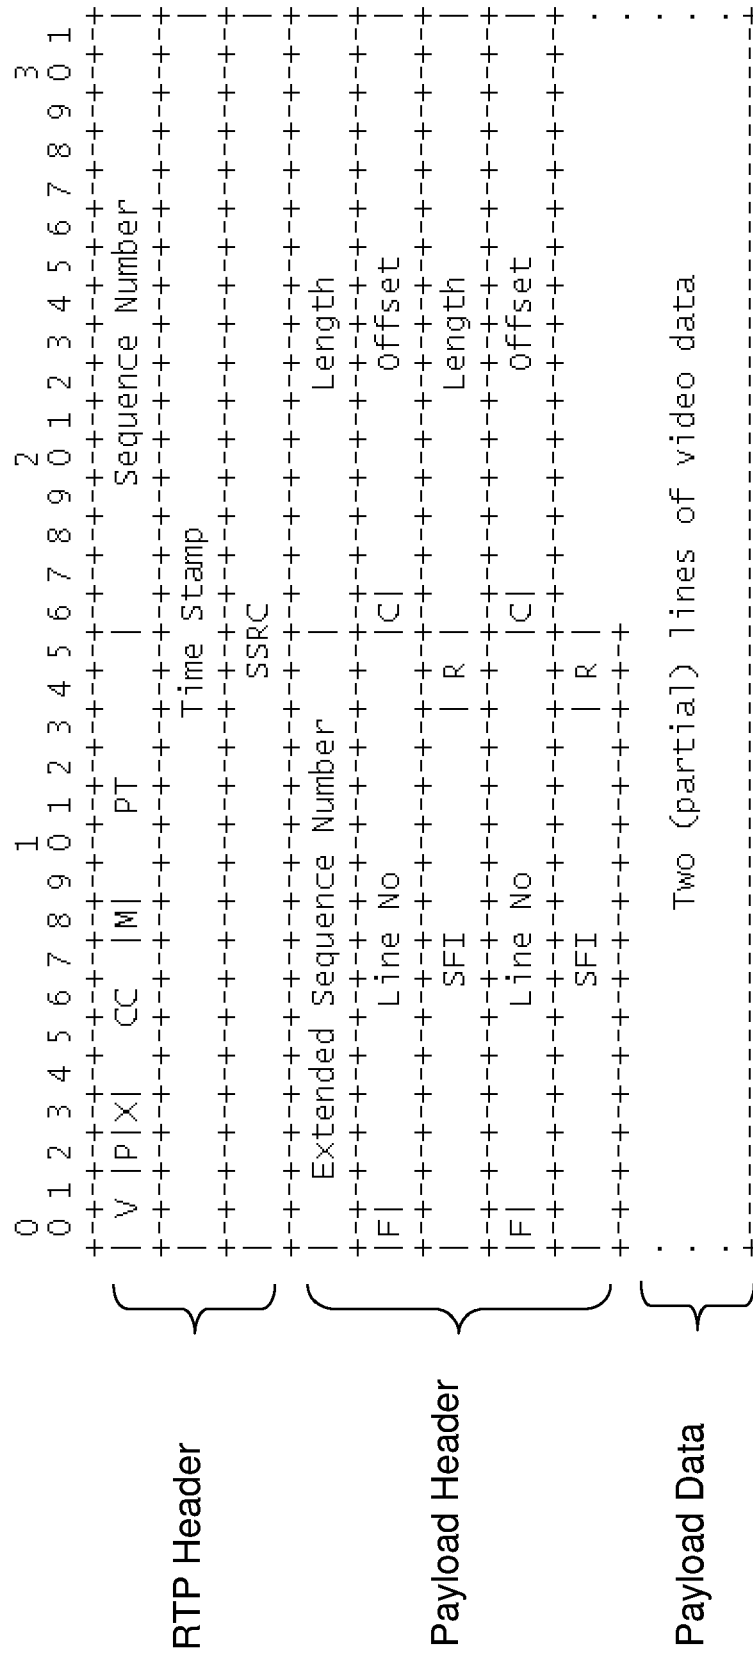 0                   1                   2                   3
0 1 2 3 4 5 6 7 8 9 0 1 2 3 4 5 6 7 8 9 0 1 2 3 4 5 6 7 8 9 0 1
+-+-+-+-+-+-+-+-+-+-+-+-+-+-+-+-+-+-+-+-+-+-+-+-+-+-+-+-+-+-+-+-+
RTP Header
| V |P|X|  CC   |M|     PT      |       Sequence Number         |
+-+-+-+-+-+-+-+-+-+-+-+-+-+-+-+-+-+-+-+-+-+-+-+-+-+-+-+-+-+-+-+-+
|                           Time Stamp                          |
+-+-+-+-+-+-+-+-+-+-+-+-+-+-+-+-+-+-+-+-+-+-+-+-+-+-+-+-+-+-+-+-+
|                             SSRC                              |
+-+-+-+-+-+-+-+-+-+-+-+-+-+-+-+-+-+-+-+-+-+-+-+-+-+-+-+-+-+-+-+-+
Payload Header
|   Extended Sequence Number    |            Length             |
+-+-+-+-+-+-+-+-+-+-+-+-+-+-+-+-+-+-+-+-+-+-+-+-+-+-+-+-+-+-+-+-+
|F|          Line No            |C|           Offset            |
+-+-+-+-+-+-+-+-+-+-+-+-+-+-+-+-+-+-+-+-+-+-+-+-+-+-+-+-+-+-+-+-+
|             SFI           | R |            Length             |
+-+-+-+-+-+-+-+-+-+-+-+-+-+-+-+-+-+-+-+-+-+-+-+-+-+-+-+-+-+-+-+-+
|F|          Line No            |C|           Offset            |
+-+-+-+-+-+-+-+-+-+-+-+-+-+-+-+-+-+-+-+-+-+-+-+-+-+-+-+-+-+-+-+-+
|             SFI           | R |
+-+-+-+-+-+-+-+-+-+-+-+-+-+-+-+-+
Payload Data
.                 Two (partial) lines of video data             .
+---------------------------------------------------------------+